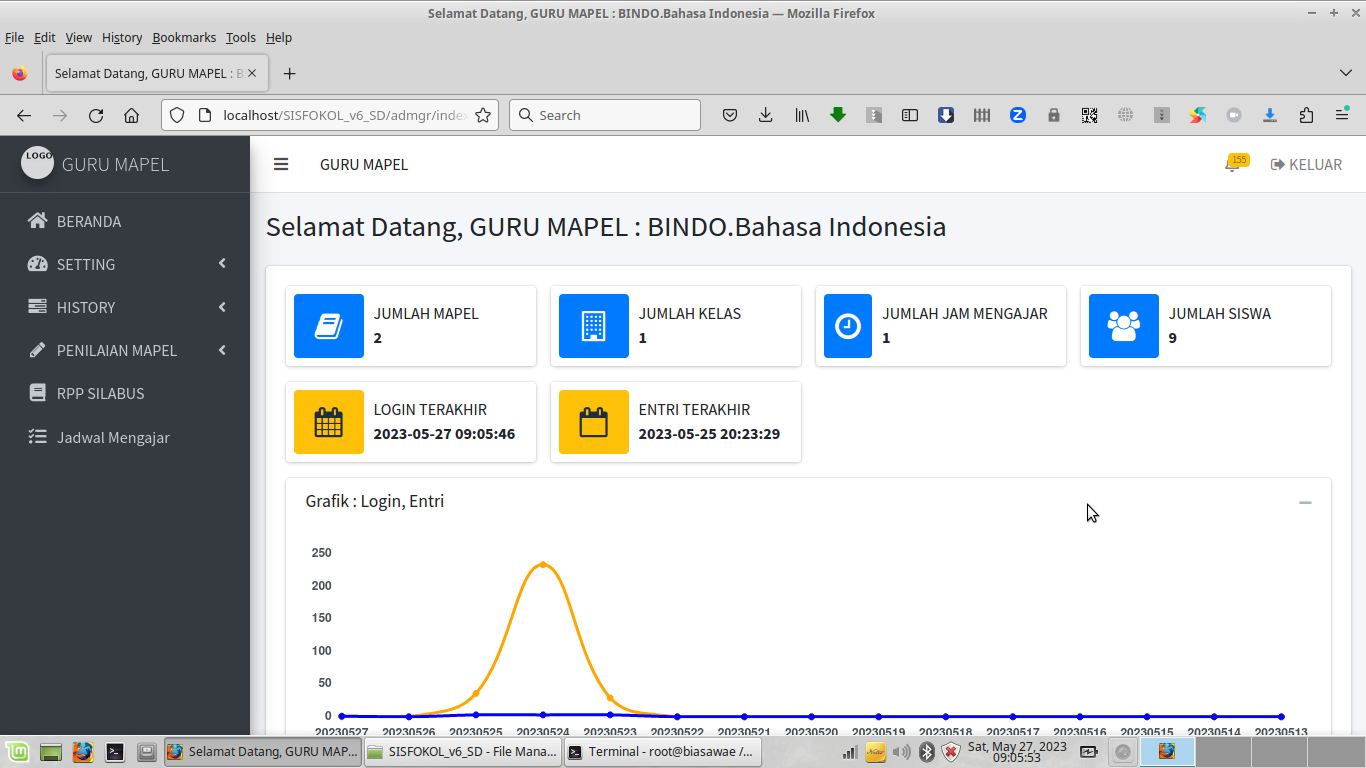 Selamat Datang, GURU MAPEL : BINDO.Bahasa Indonesia — Mozilla Firefox
File Edit View History Bookmarks Tools Help
Selamat Datang, GURU MAPEL : B
localhost/SISFOKOL_v6_SD/admgr/inde
Search
LOGO
GURU MAPEL
GURU MAPEL
155
KELUAR
BERANDA
SETTING
HISTORY
PENILAIAN MAPEL
RPP SILABUS
Jadwal Mengajar
Selamat Datang, GURU MAPEL : BINDO.Bahasa Indonesia
JUMLAH MAPEL
2
JUMLAH KELAS
1
JUMLAH JAM MENGAJAR
1
JUMLAH SISWA
9
LOGIN TERAKHIR
2023-05-27 09:05:46
ENTRI TERAKHIR
2023-05-25 20:23:29
Grafik : Login, Entri
250
200
150
100
50
0
20230527 20230526 20230525 20230524 20230523 20230522 20230521 20230520 20230519 20230518 20230517 20230516 20230515 20230514 20230513
Selamat Datang, GURU MAP...
SISFOKOL_v6_SD - File Mana...
Terminal - root@biasawae /...
Sat, May 27, 2023
09:05:53